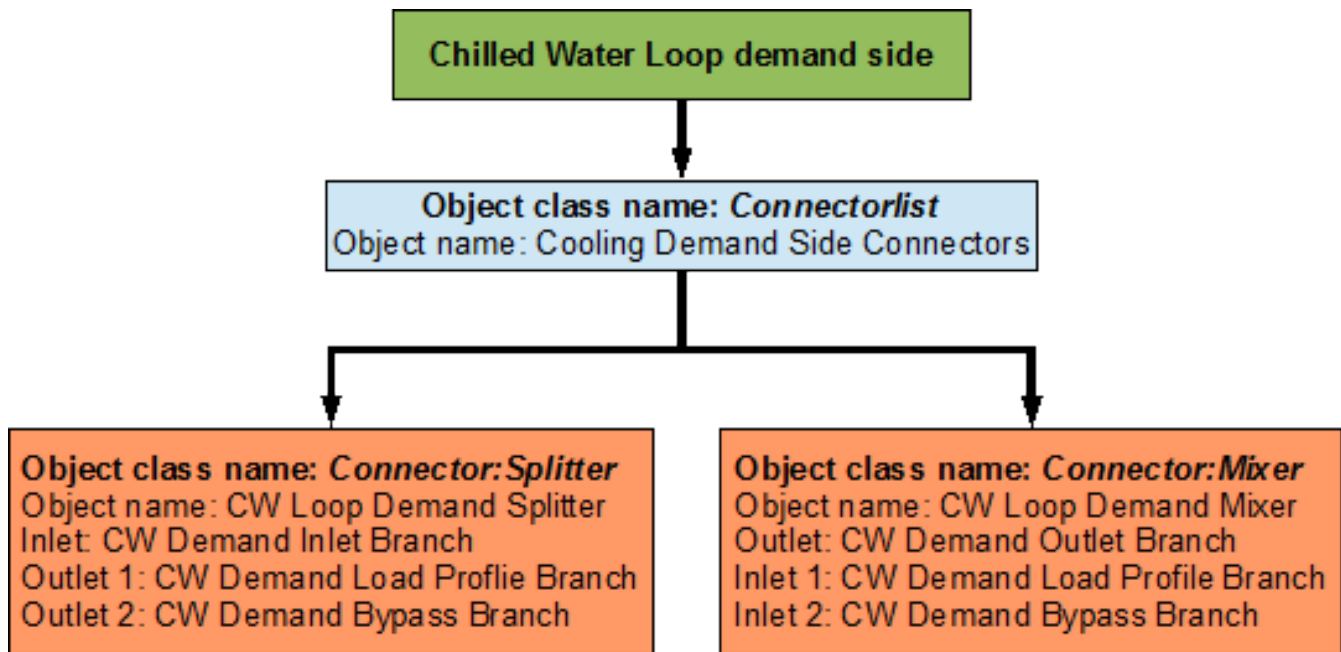 Chilled Water Loop demand side
Object class name: Connectorlist
Object name: Cooling Demand Side Connectors
Object class name: Connector:Splitter
Object name: CW Loop Demand Splitter
Inlet: CW Demand Inlet Branch
Outlet 1: CW Demand Load Proflie Branch
Outlet 2: CW Demand Bypass Branch
Object class name: Connector:Mixer
Object name: CW Loop Demand Mixer
Outlet: CW Demand Outlet Branch
Inlet 1: CW Demand Load Profile Branch
Inlet 2: CW Demand Bypass Branch